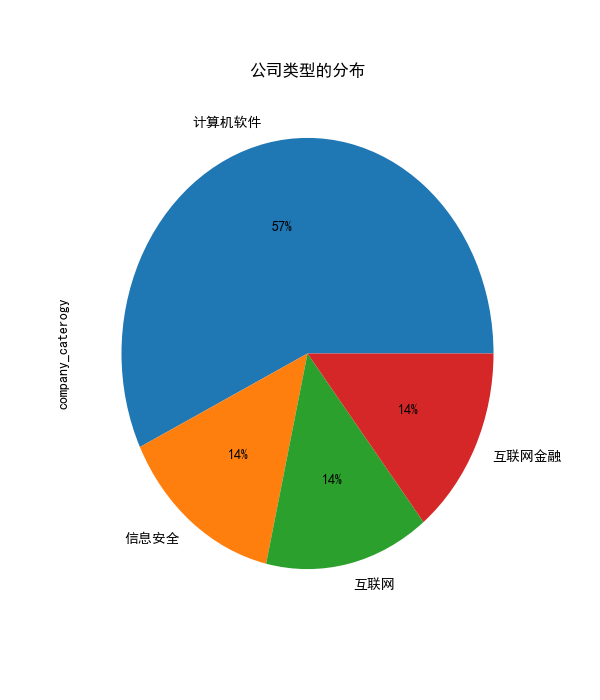 公司类型的分布
计算机软件
57%
company_caterogy
14%
14%
14%
互联网金融
信息安全
互联网